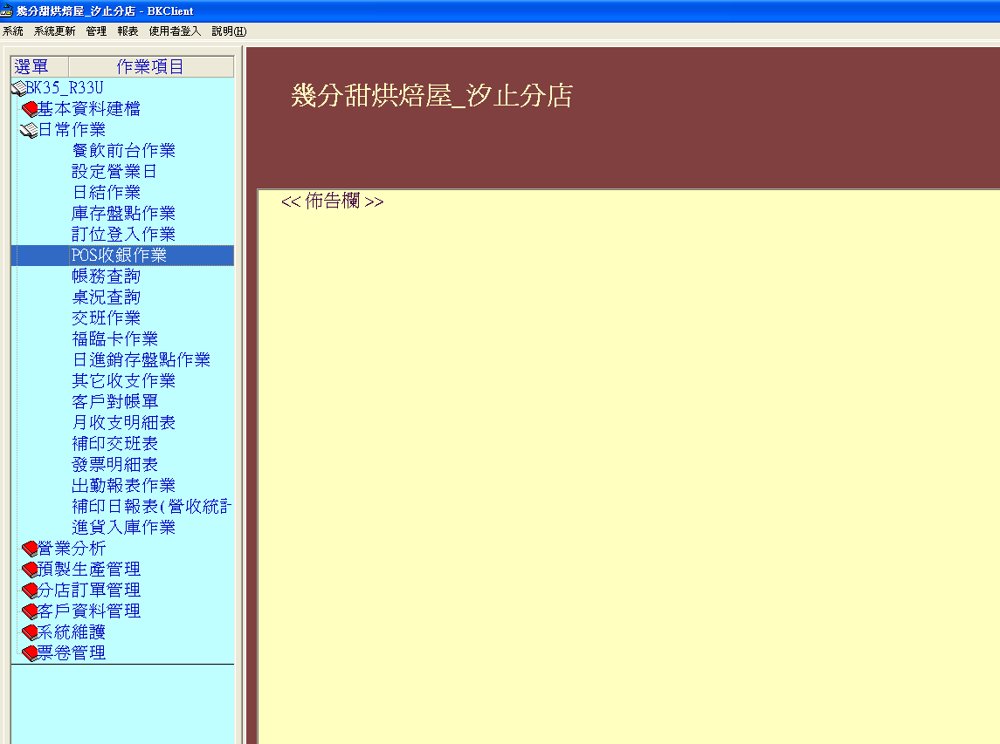 幾分甜烘焙屋_汐止分店 - BKClient
系統 系統更新 管理 報表 使用者登入 說明(H)
選單 作業項目
BK35_R33U
基本資料建檔
日常作業
餐飲前台作業
設定營業日
日結作業
庫存盤點作業
訂位登入作業
POS收銀作業
帳務查詢
桌況查詢
交班作業
福臨卡作業
日進銷存盤點作業
其它收支作業
客戶對帳單
月收支明細表
補印交班表
發票明細表
出勤報表作業
補印日報表(營收統計
進貨入庫作業
營業分析
預製生產管理
分店訂單管理
客戶資料管理
系統維護
票卷管理
幾分甜烘焙屋_汐止分店
<< 佈告欄 >>